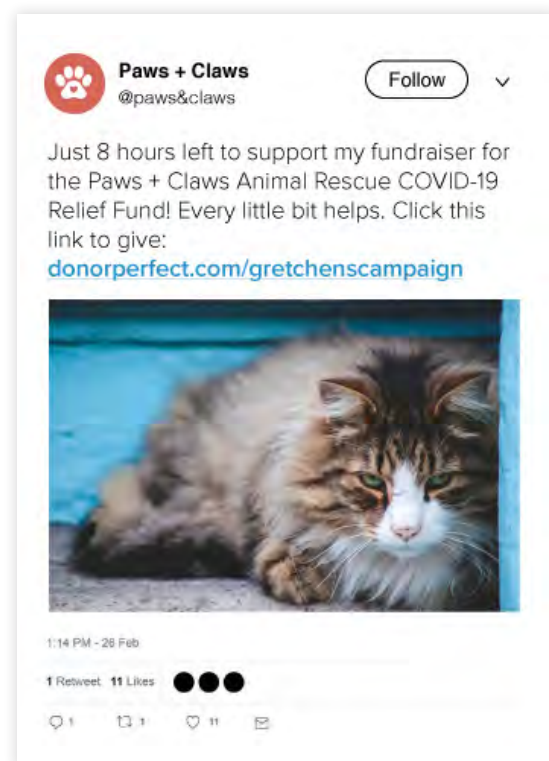 Paws + Claws
@paws&claws
Follow
Just 8 hours left to support my fundraiser for
the Paws + Claws Animal Rescue COVID-19
Relief Fund! Every little bit helps. Click this
link to give:
donorperfect.com/gretchenscampaign
1:14 PM - 26 Feb
1 Retweet 11 Likes
1 1 11